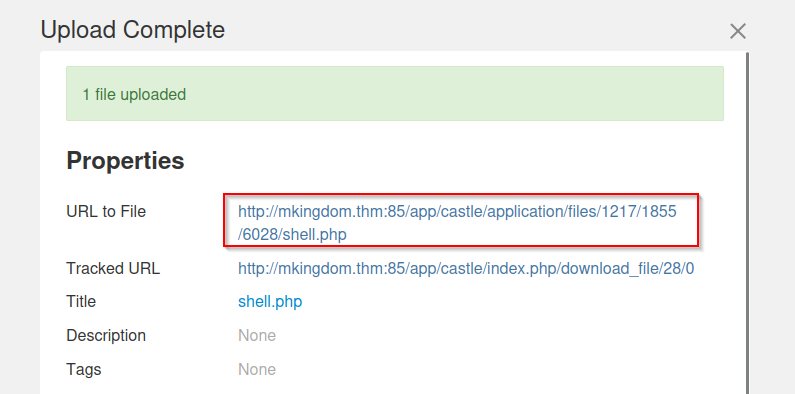 Upload Complete
1 file uploaded
Properties
URL to File
http://mkingdom.thm:85/app/castle/application/files/1217/1855
/6028/shell.php
Tracked URL
http://mkingdom.thm:85/app/castle/index.php/download_file/28/0
Title
shell.php
Description
None
Tags
None